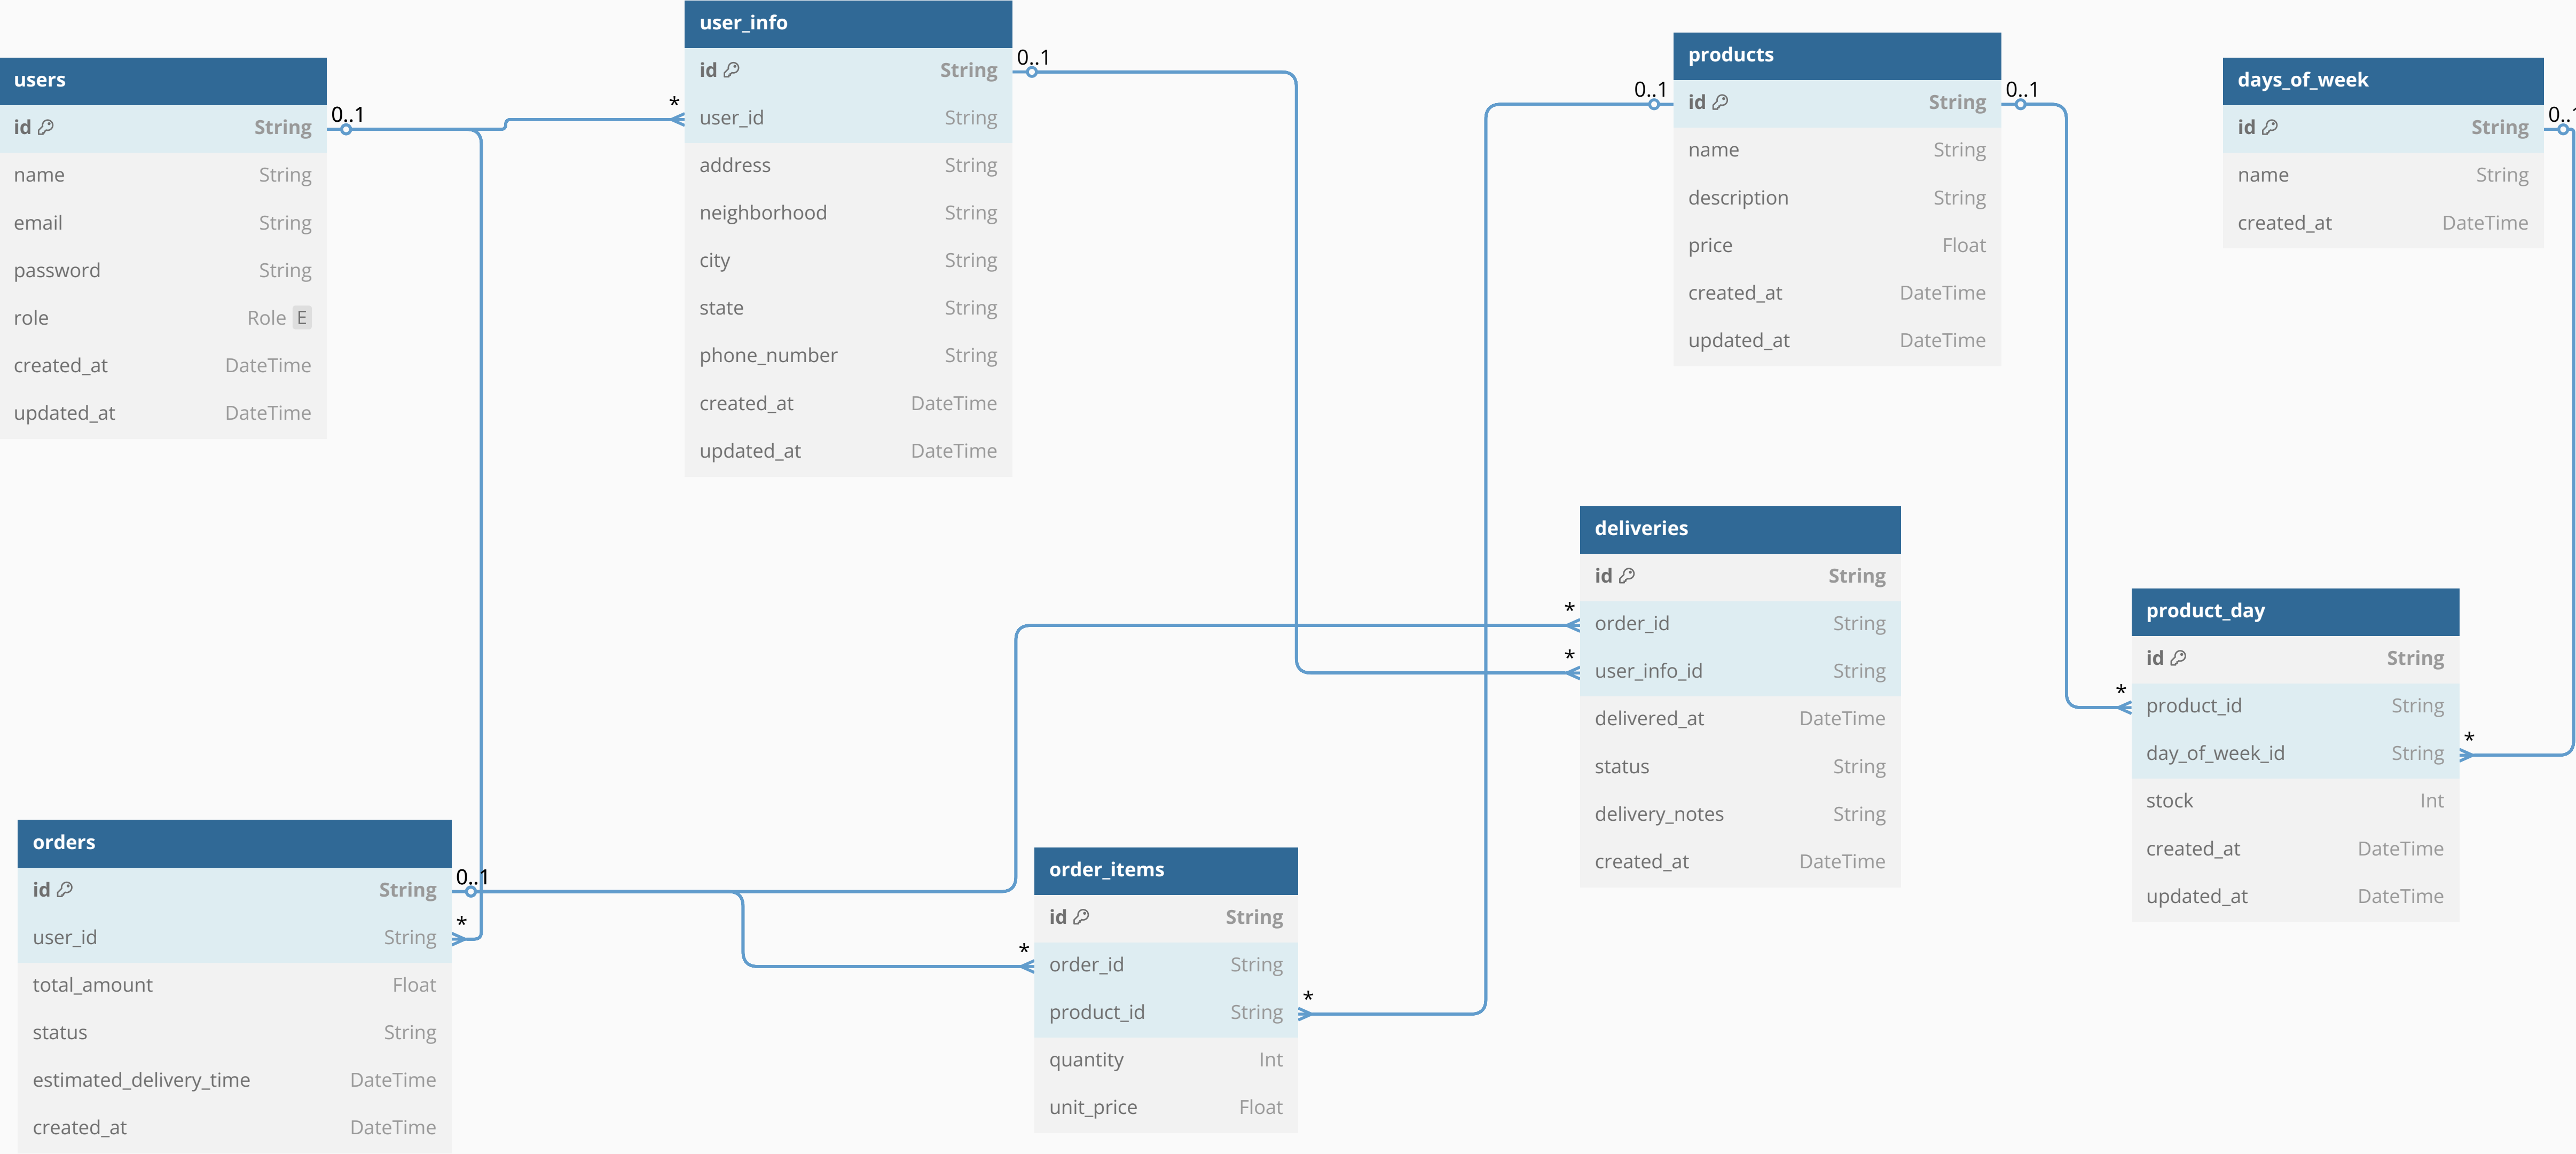 users
id String
name String
email String
password String
role Role E
created_at DateTime
updated_at DateTime
0..1
*
user_info
id String
user_id String
address String
neighborhood String
city String
state String
phone_number String
created_at DateTime
updated_at DateTime
0..1
0..1
products
id String
name String
description String
price Float
created_at DateTime
updated_at DateTime
0..1
days_of_week
id String
name String
created_at DateTime
*
*
deliveries
id String
order_id String
user_info_id String
delivered_at DateTime
status String
delivery_notes String
created_at DateTime
*
product_day
id String
product_id String
day_of_week_id String
stock Int
created_at DateTime
updated_at DateTime
*
orders
id String
user_id String
total_amount Float
status String
estimated_delivery_time DateTime
created_at DateTime
0..1
*
*
order_items
id String
order_id String
product_id String
quantity Int
unit_price Float
*